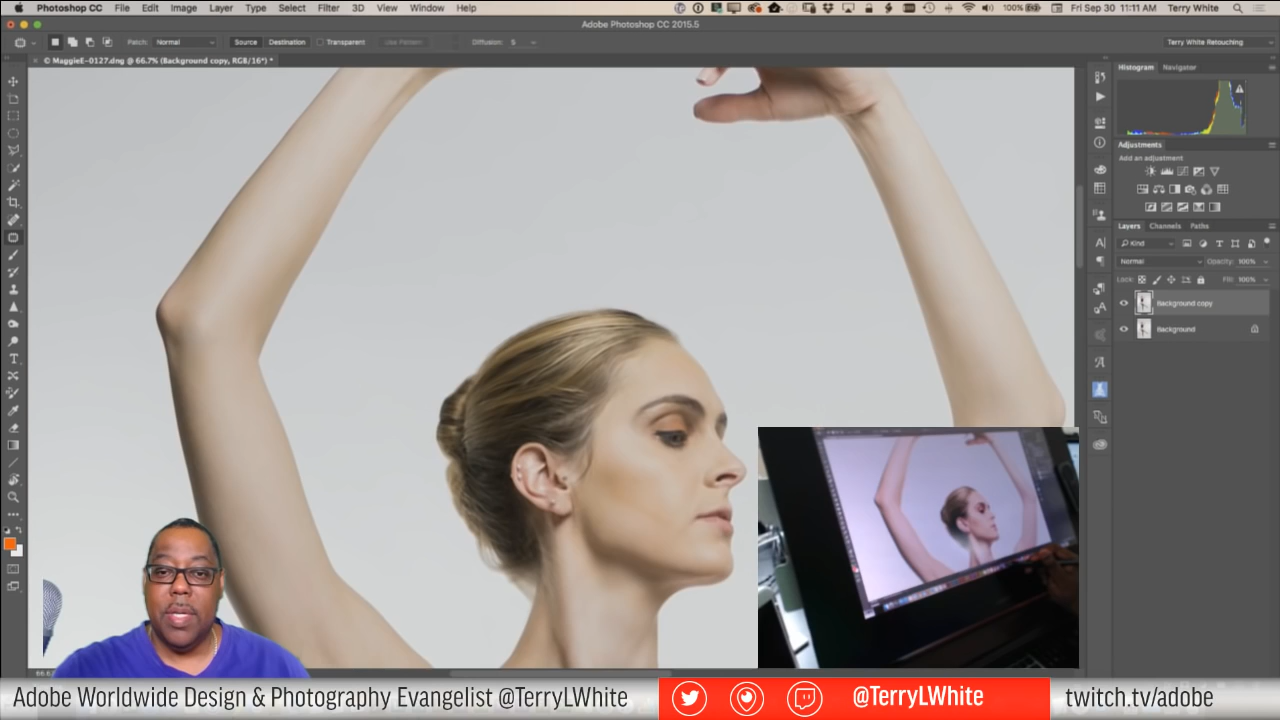 Photoshop CC File Edit Image Layer Type Select Filter 3D View Window Help 100% Fri Sep 30 11:11 AM Terry White
Adobe Photoshop CC 2015.5
Patch: Normal Source Destination Transparent Use Pattern Diffusion: 5 Terry White Retouching
× © MaggieE-0127.dng @ 66.7% (Background copy, RGB/16*) *
Histogram Navigator
Adjustments
Add an adjustment
Layers Channels Paths
Kind
Normal Opacity: 100%
Lock: Fill: 100%
Background copy
Background
Adobe Worldwide Design & Photography Evangelist @TerryLWhite @TerryLWhite twitch.tv/adobe